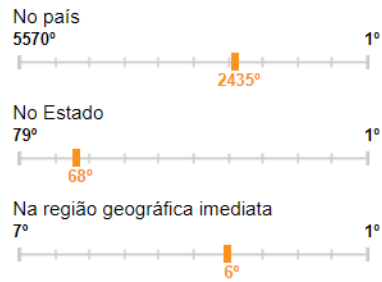 No país
5570º 1º
2435º
No Estado
79º 1º
68º
Na região geográfica imediata
7º 1º
6º